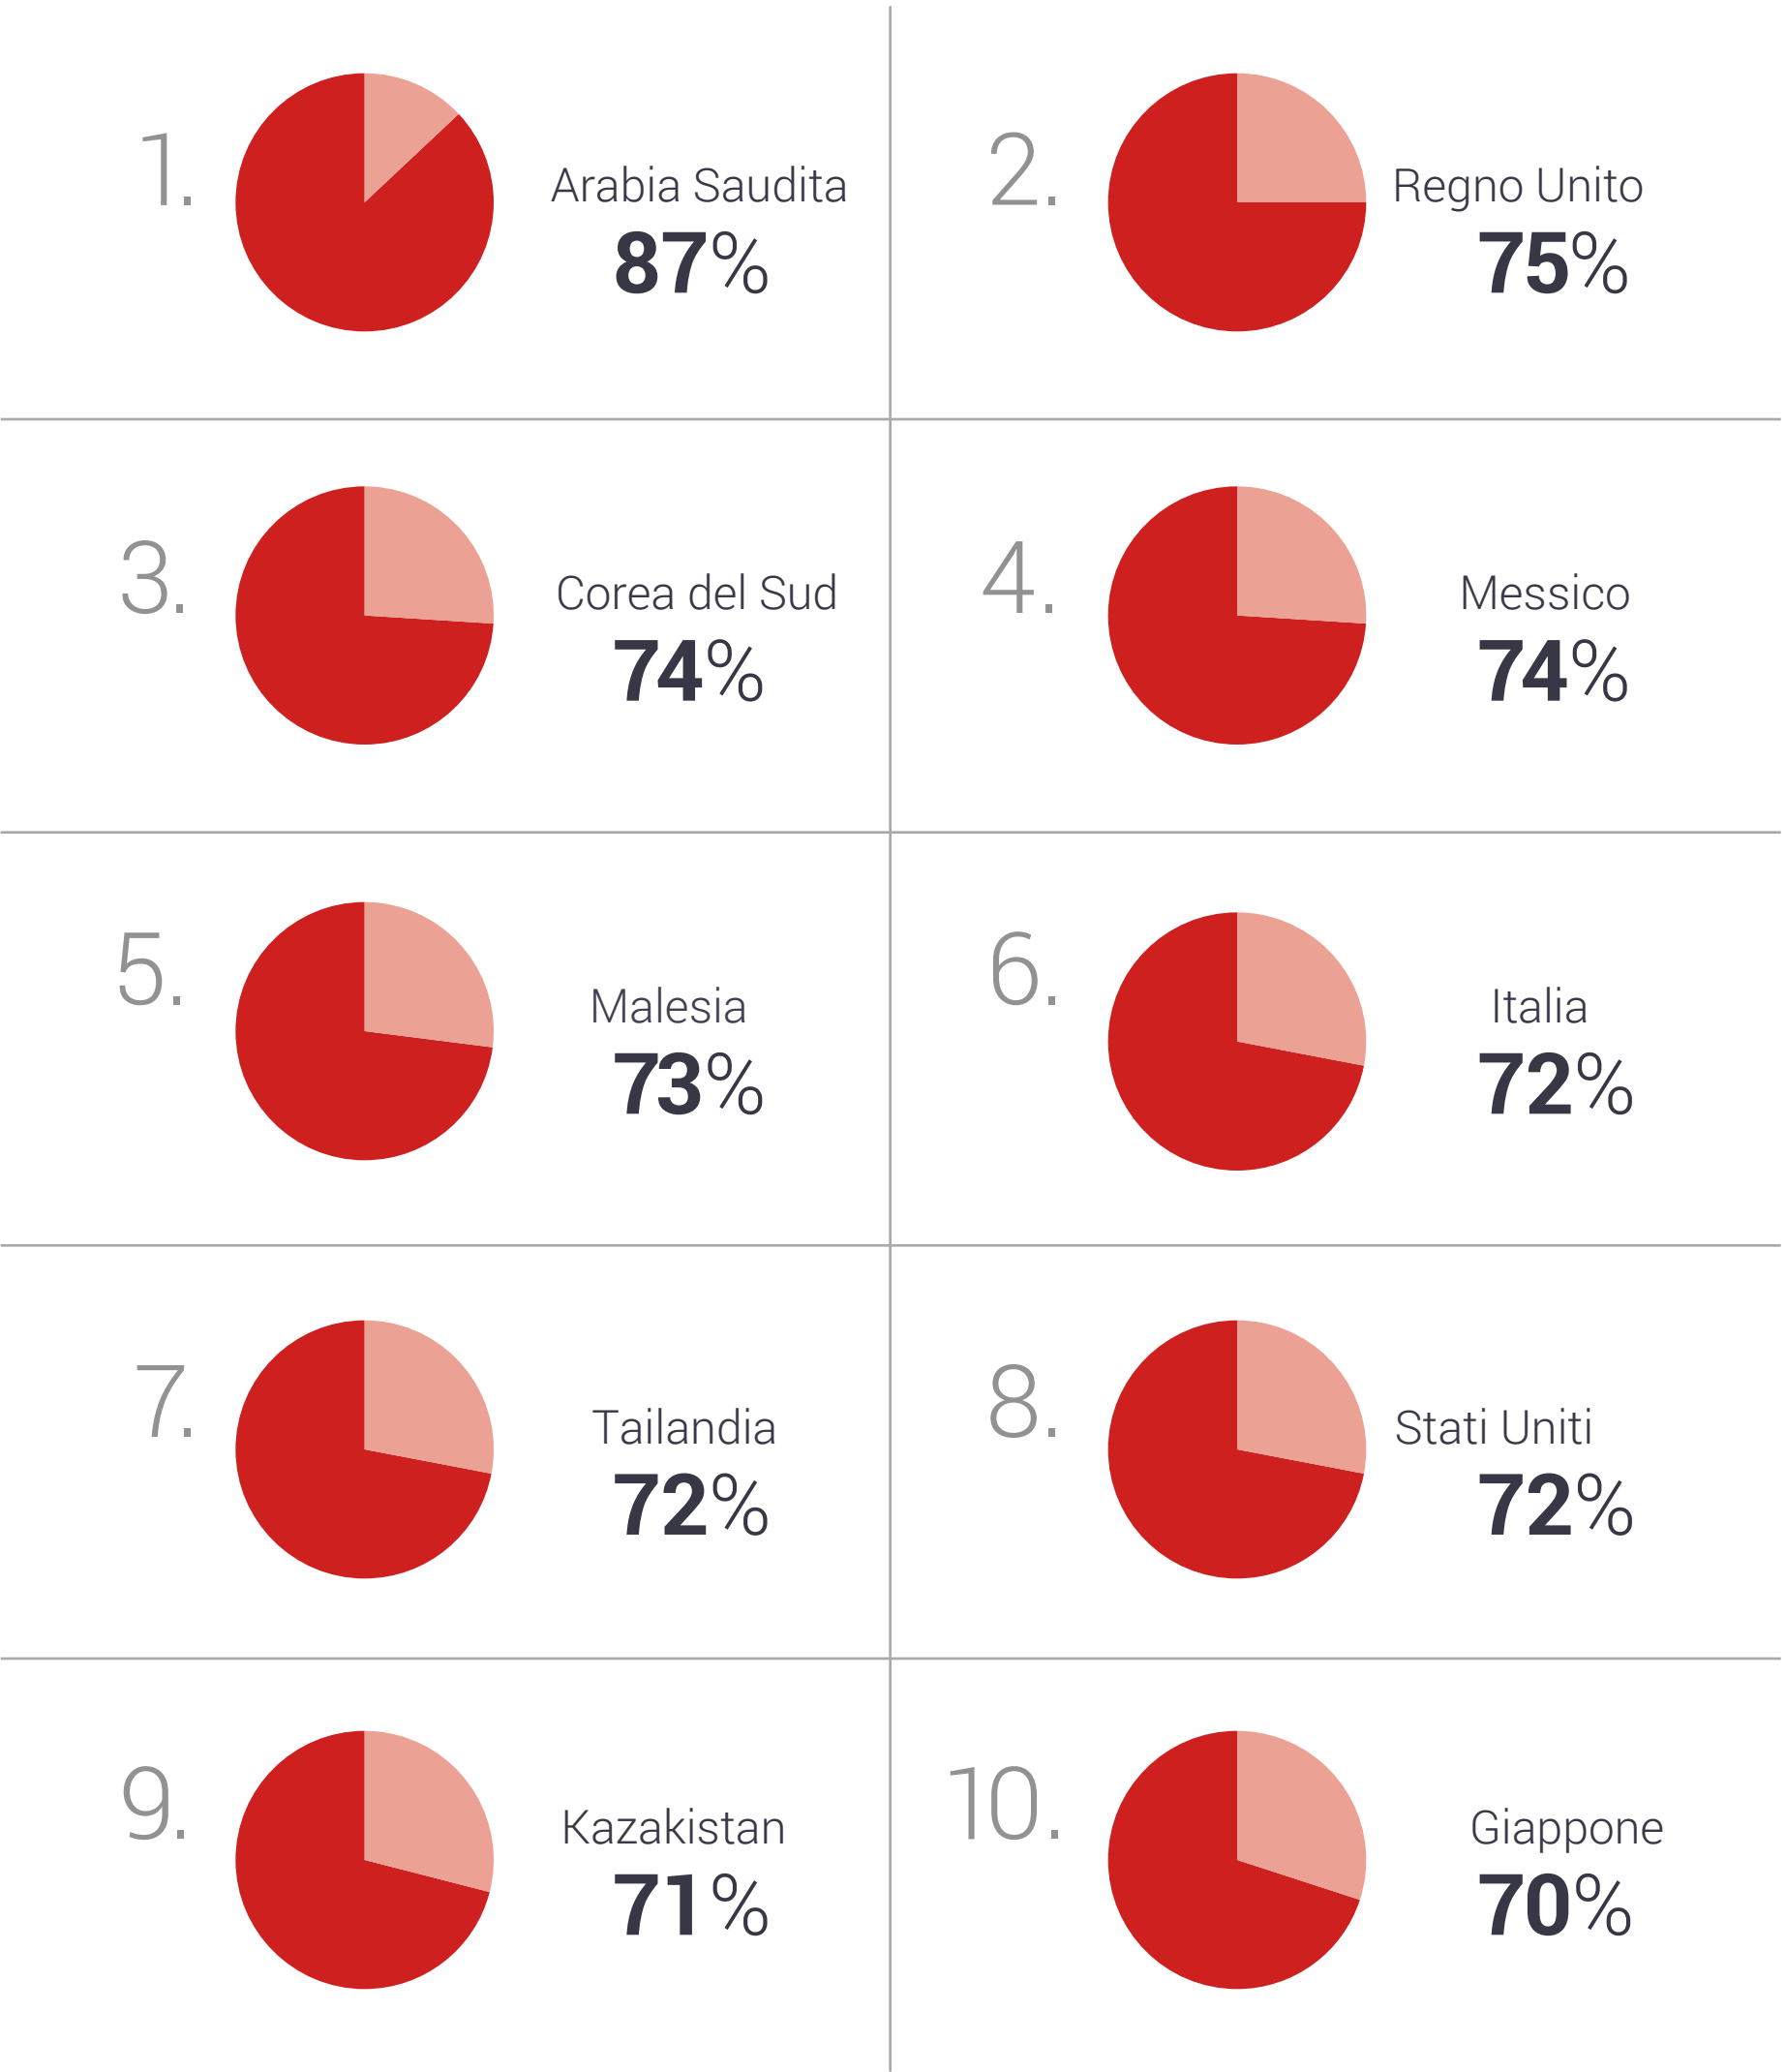 1.
Arabia Saudita
87%
2.
Regno Unito
75%
3.
Corea del Sud
74%
4.
Messico
74%
5.
Malesia
73%
6.
Italia
72%
7.
Tailandia
72%
8.
Stati Uniti
72%
9.
Kazakistan
71%
10.
Giappone
70%